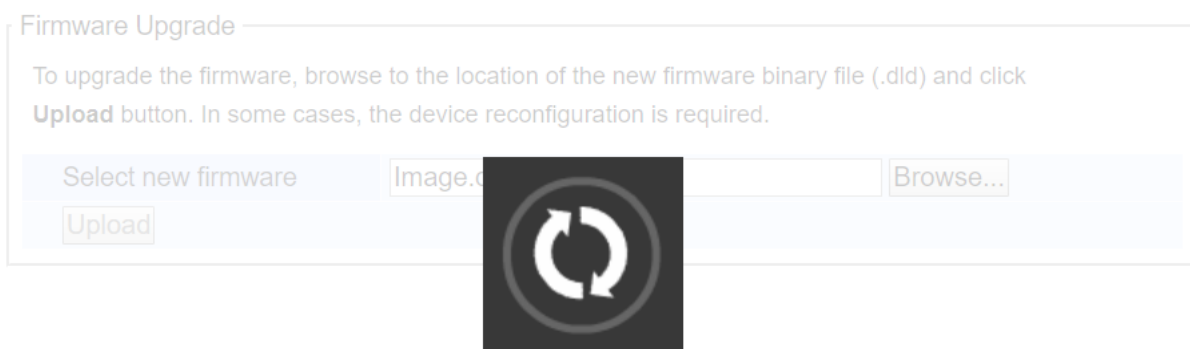 Firmware Upgrade
To upgrade the firmware, browse to the location of the new firmware binary file (.dld) and click
Upload button. In some cases, the device reconfiguration is required.
Select new firmware Browse...
Upload